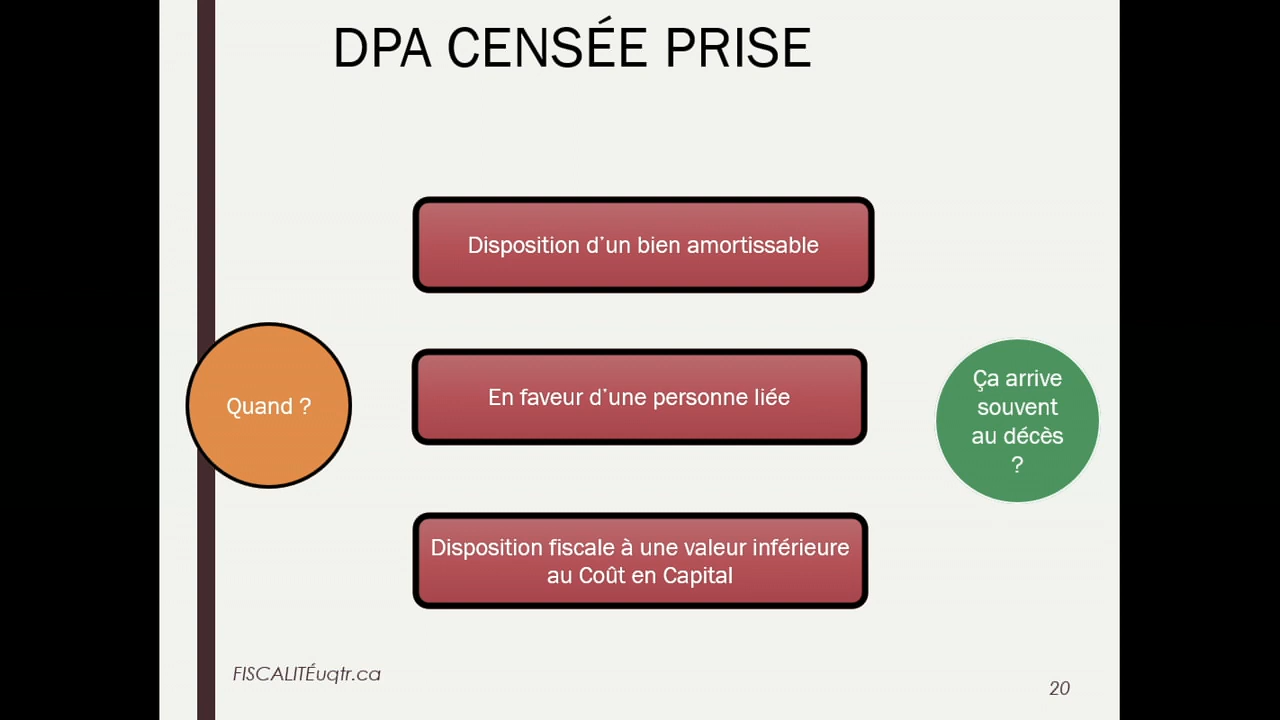 DPA CENSÉE PRISE
Disposition d'un bien amortissable
Quand ?
En faveur d'une personne liée
Ça arrive
souvent
au décès
?
Disposition fiscale à une valeur inférieure
au Coût en Capital
FISCALITÉuqtr.ca
20